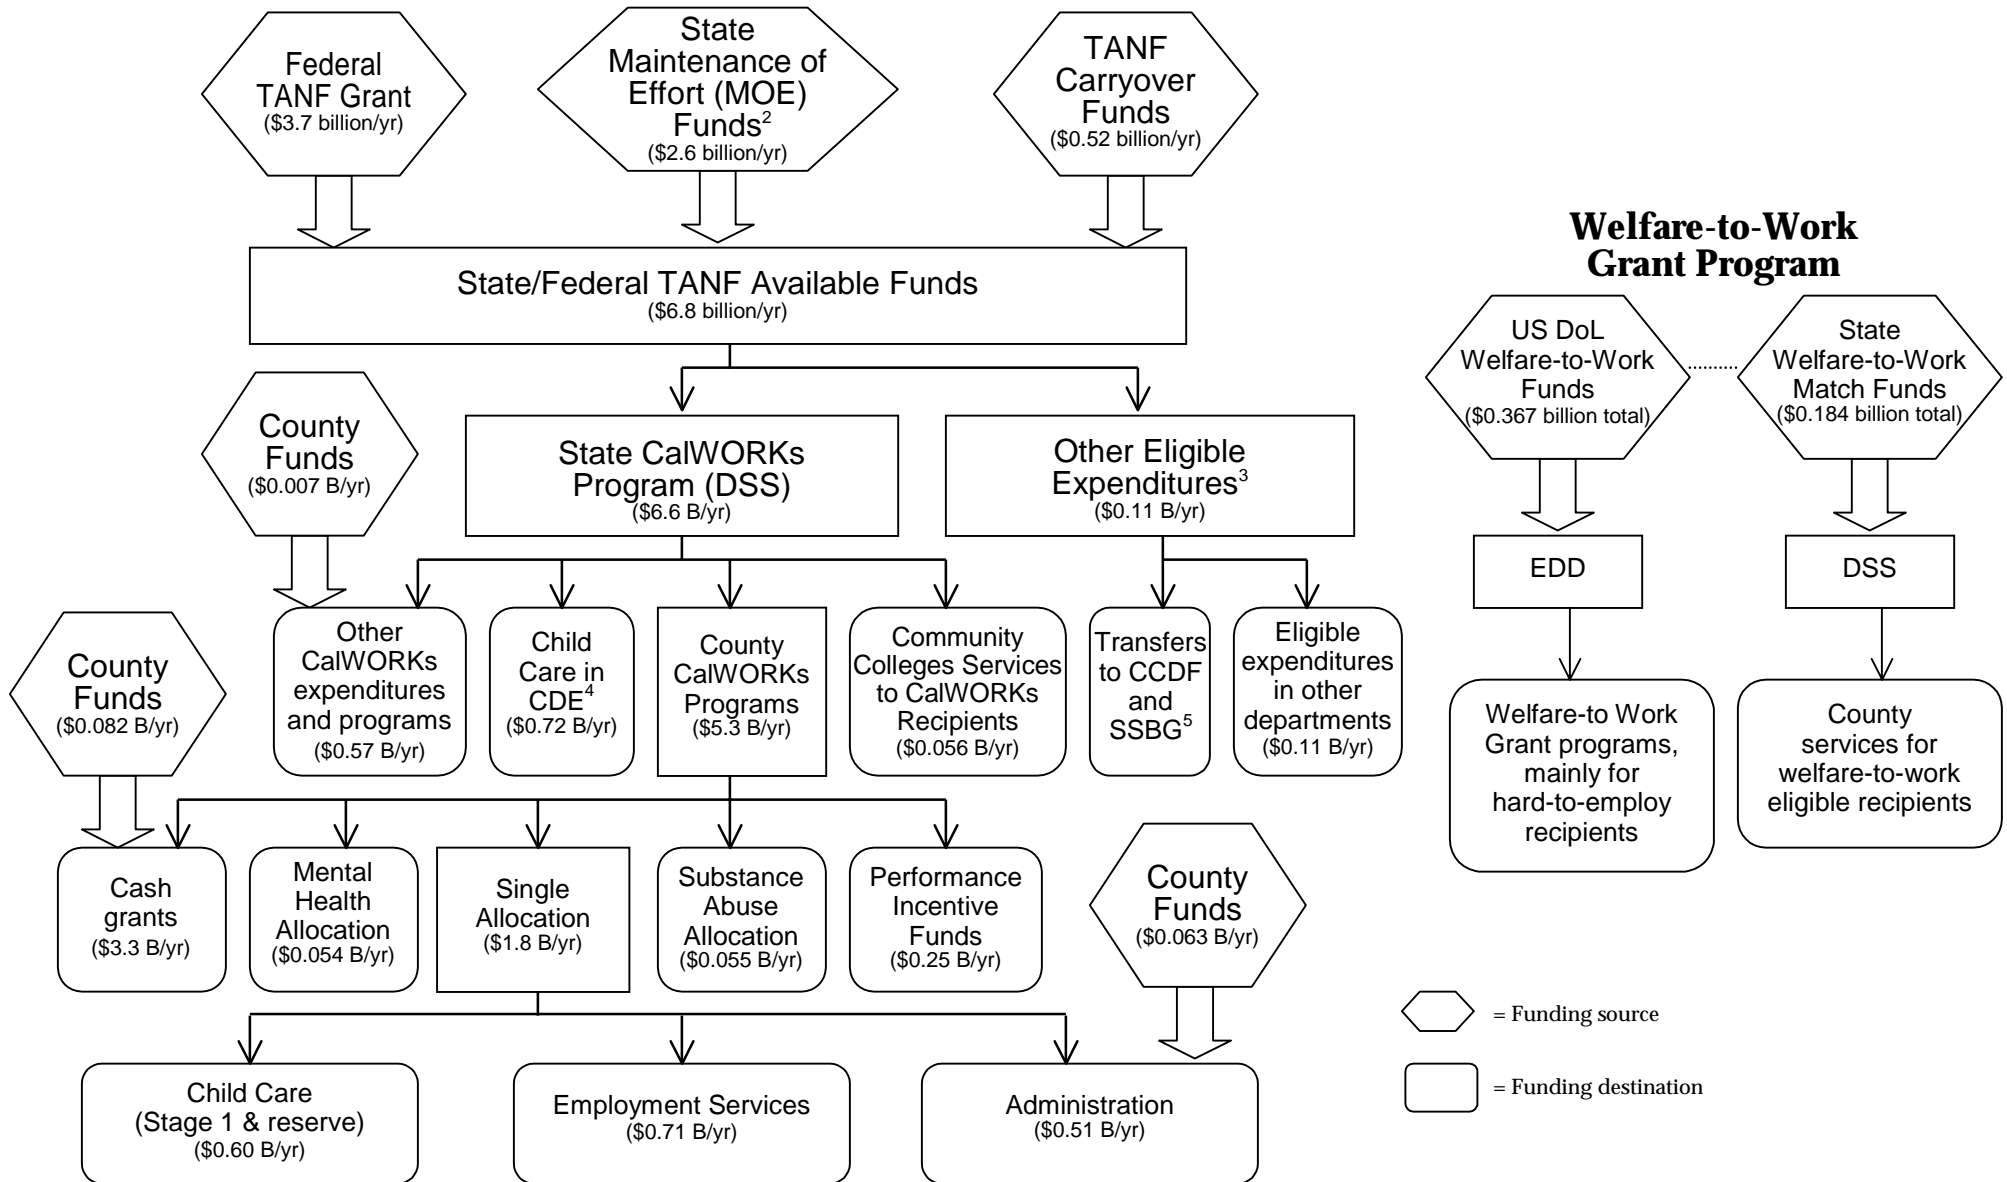 Federal
TANF Grant
($3.7 billion/yr)
State
Maintenance of
Effort (MOE)
Funds2
($2.6 billion/yr)
TANF
Carryover
Funds
($0.52 billion/yr)
State/Federal TANF Available Funds
($6.8 billion/yr)
Welfare-to-Work
Grant Program
US DoL
Welfare-to-Work
Funds
($0.367 billion total)
State
Welfare-to-Work
Match Funds
($0.184 billion total)
County
Funds
($0.007 B/yr)
State CalWORKs
Program (DSS)
($6.6 B/yr)
Other Eligible
Expenditures3
($0.11 B/yr)
EDD
DSS
County
Funds
($0.082 B/yr)
Other
CalWORKs
expenditures
and programs
($0.57 B/yr)
Child
Care in
CDE4
($0.72 B/yr)
County
CalWORKs
Programs
($5.3 B/yr)
Community
Colleges Services
to CalWORKs
Recipients
($0.056 B/yr)
Transfers
to CCDF
and
SSBG5
Eligible
expenditures
in other
departments
($0.11 B/yr)
Welfare-to Work
Grant programs,
mainly for
hard-to-employ
recipients
County
services for
welfare-to-work
eligible recipients
Cash
grants
($3.3 B/yr)
Mental
Health
Allocation
($0.054 B/yr)
Single
Allocation
($1.8 B/yr)
Substance
Abuse
Allocation
($0.055 B/yr)
Performance
Incentive
Funds
($0.25 B/yr)
County
Funds
($0.063 B/yr)
= Funding source
= Funding destination
Child Care
(Stage 1 & reserve)
($0.60 B/yr)
Employment Services
($0.71 B/yr)
Administration
($0.51 B/yr)